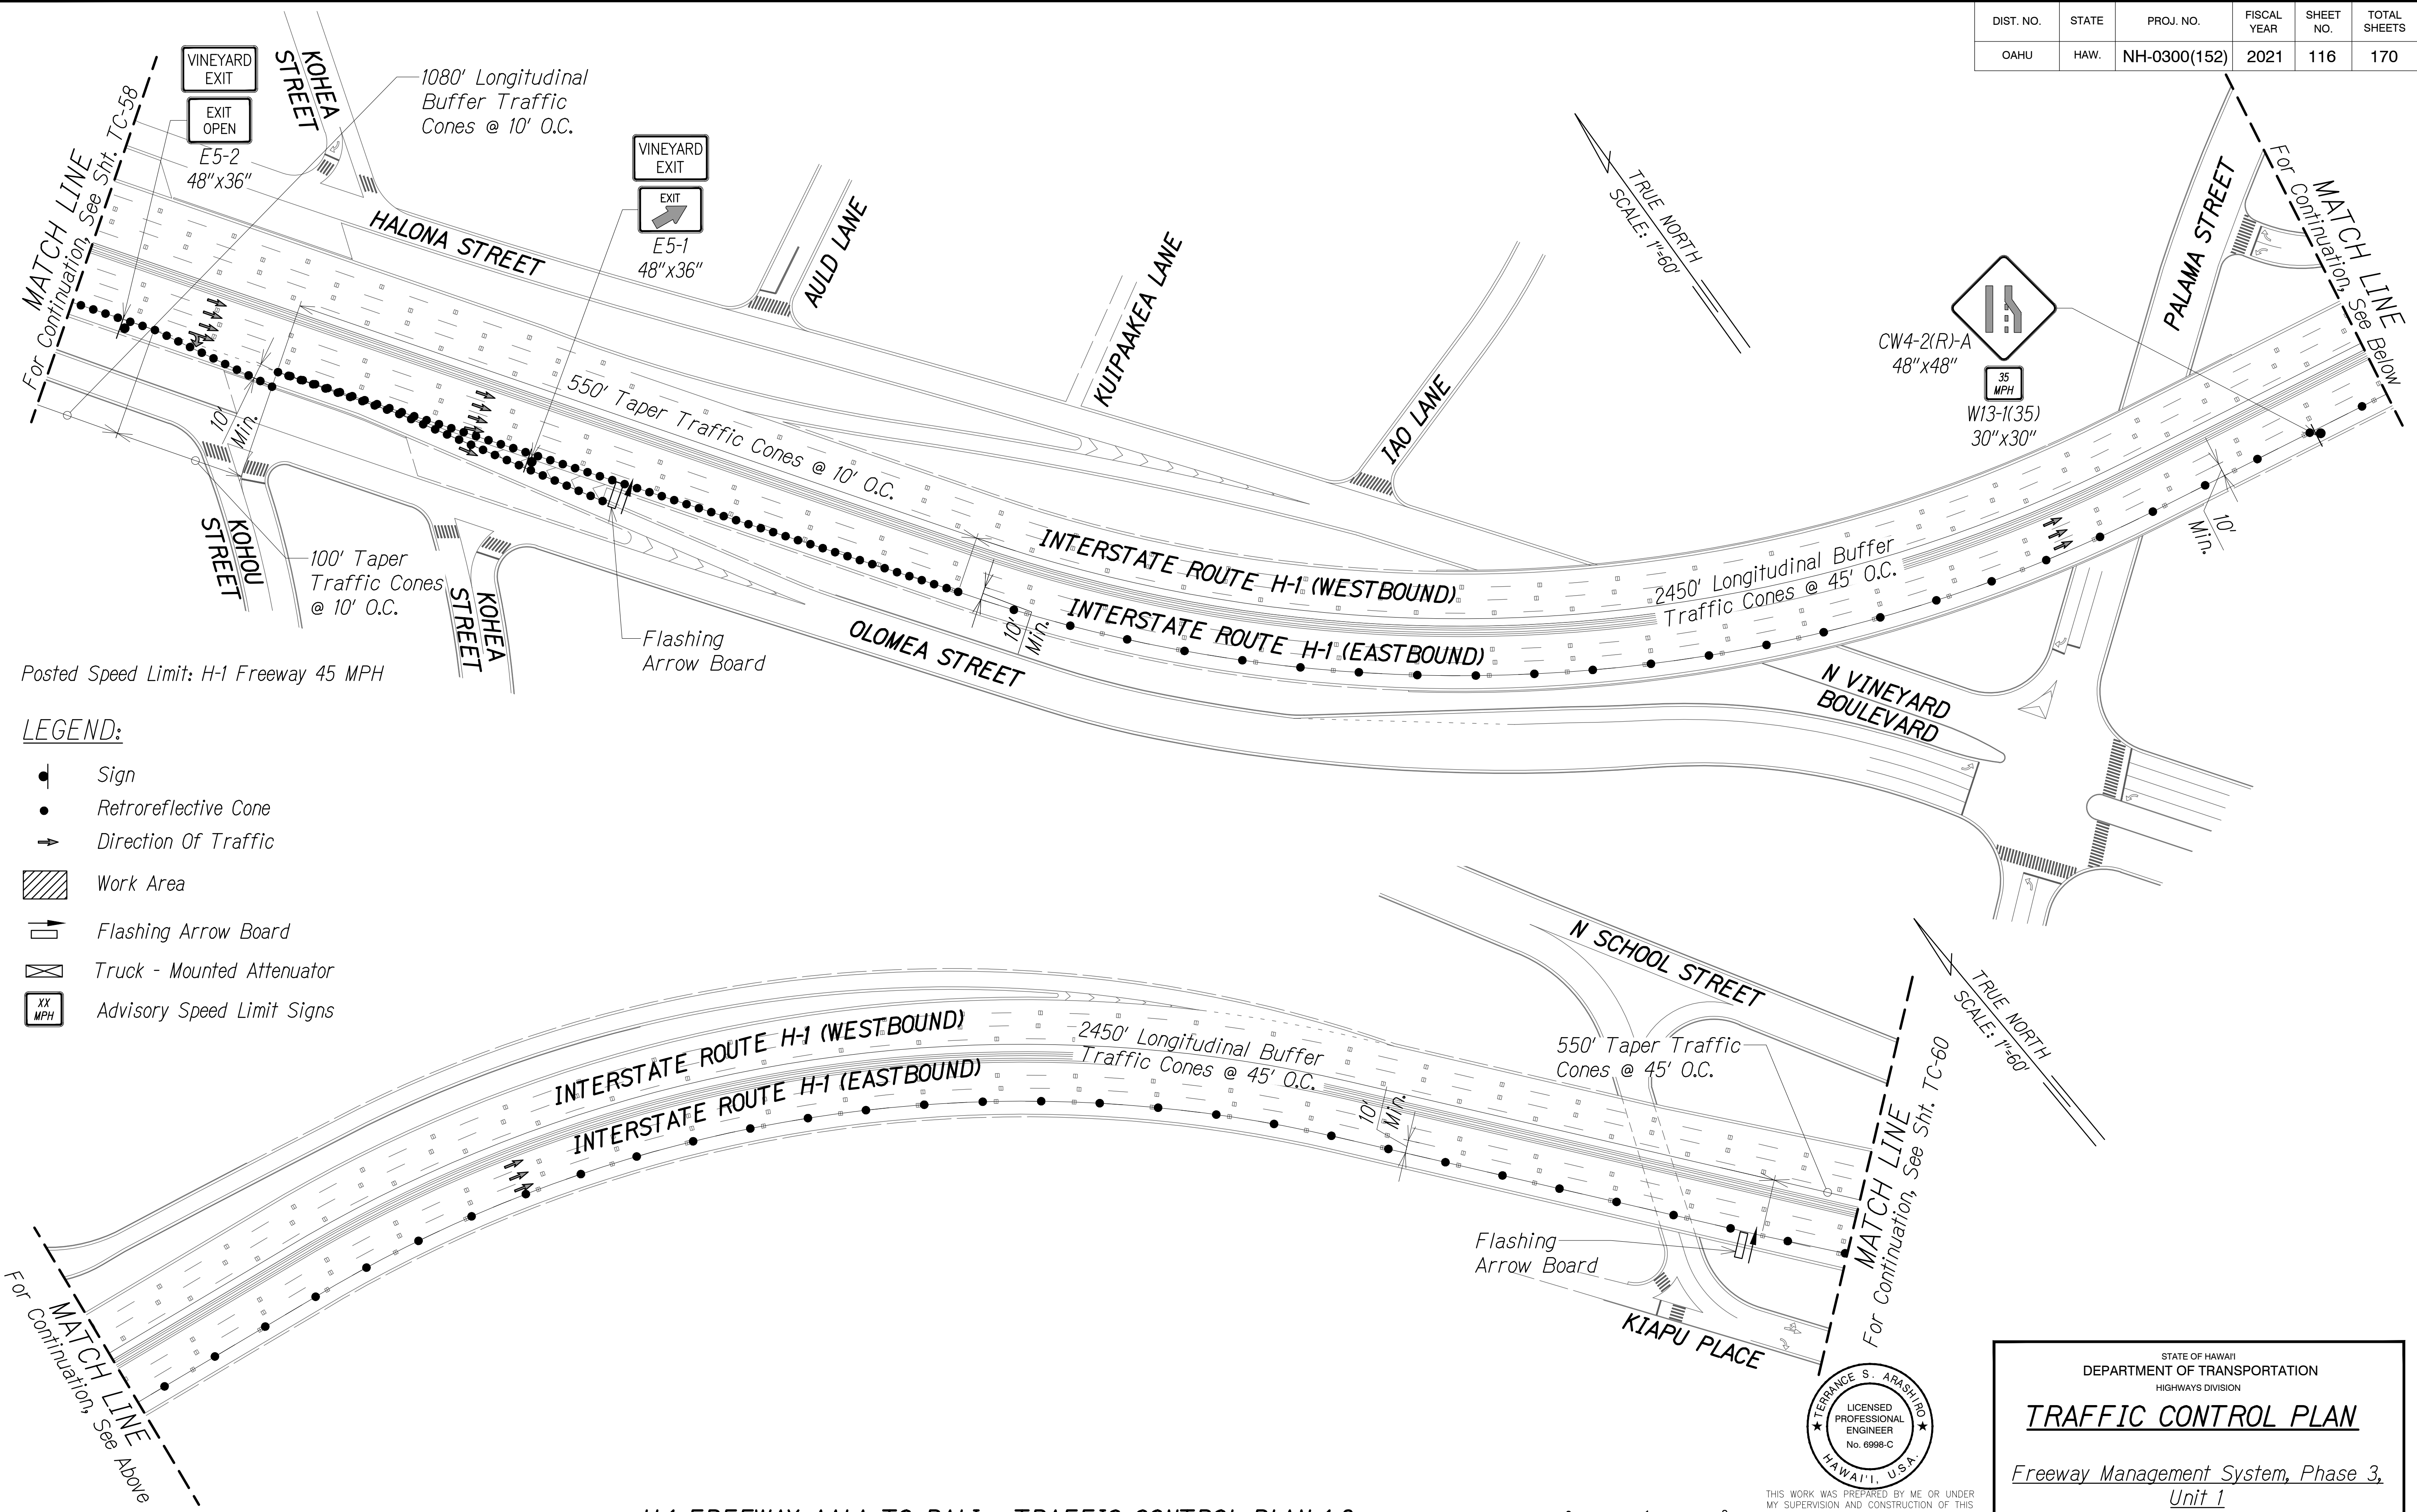 DIST. NO.
STATE
PROJ. NO.
FISCAL
YEAR
SHEET
NO.
TOTAL
SHEETS
OAHU
HAW.
NH-0300(152)
2021
116
170
MATCH LINE
For Continuation, See Sht. TC-58
VINEYARD
EXIT
EXIT
OPEN
E5-2
48"x36"
KOHEA
STREET
1080' Longitudinal
Buffer Traffic
Cones @ 10' O.C.
HALONA STREET
VINEYARD
EXIT
EXIT
E5-1
48"x36"
AULD LANE
KUIPAAKEA LANE
IAO LANE
TRUE NORTH
SCALE: 1"=60'
CW4-2(R)-A
48"x48"
35
MPH
W13-1(35)
30"x30"
PALAMA STREET
MATCH LINE
For Continuation, See Below
550' Taper Traffic Cones @ 10' O.C.
10'
Min.
INTERSTATE ROUTE H-1 (WESTBOUND)
INTERSTATE ROUTE H-1 (EASTBOUND)
10'
Min.
2450' Longitudinal Buffer
Traffic Cones @ 45' O.C.
10'
Min.
KOHOU
STREET
100' Taper
Traffic Cones
@ 10' O.C.
KOHEA
STREET
Flashing
Arrow Board
OLOMEA STREET
N VINEYARD
BOULEVARD
Posted Speed Limit: H-1 Freeway 45 MPH
LEGEND:
Sign
Retroreflective Cone
Direction Of Traffic
Work Area
Flashing Arrow Board
Truck - Mounted Attenuator
XX
MPH
Advisory Speed Limit Signs
N SCHOOL STREET
TRUE NORTH
SCALE: 1"=60'
INTERSTATE ROUTE H-1 (WESTBOUND)
INTERSTATE ROUTE H-1 (EASTBOUND)
2450' Longitudinal Buffer
Traffic Cones @ 45' O.C.
10'
Min.
550' Taper Traffic
Cones @ 45' O.C.
MATCH LINE
For Continuation, See Sht. TC-60
Flashing
Arrow Board
KIAPU PLACE
MATCH LINE
For Continuation, See Above
TERRANCE S. ARASHIRO
LICENSED
PROFESSIONAL
ENGINEER
No. 6998-C
HAWAI'I, U.S.A.
THIS WORK WAS PREPARED BY ME OR UNDER
MY SUPERVISION AND CONSTRUCTION OF THIS
STATE OF HAWAI'I
DEPARTMENT OF TRANSPORTATION
HIGHWAYS DIVISION
TRAFFIC CONTROL PLAN
Freeway Management System, Phase 3,
Unit 1